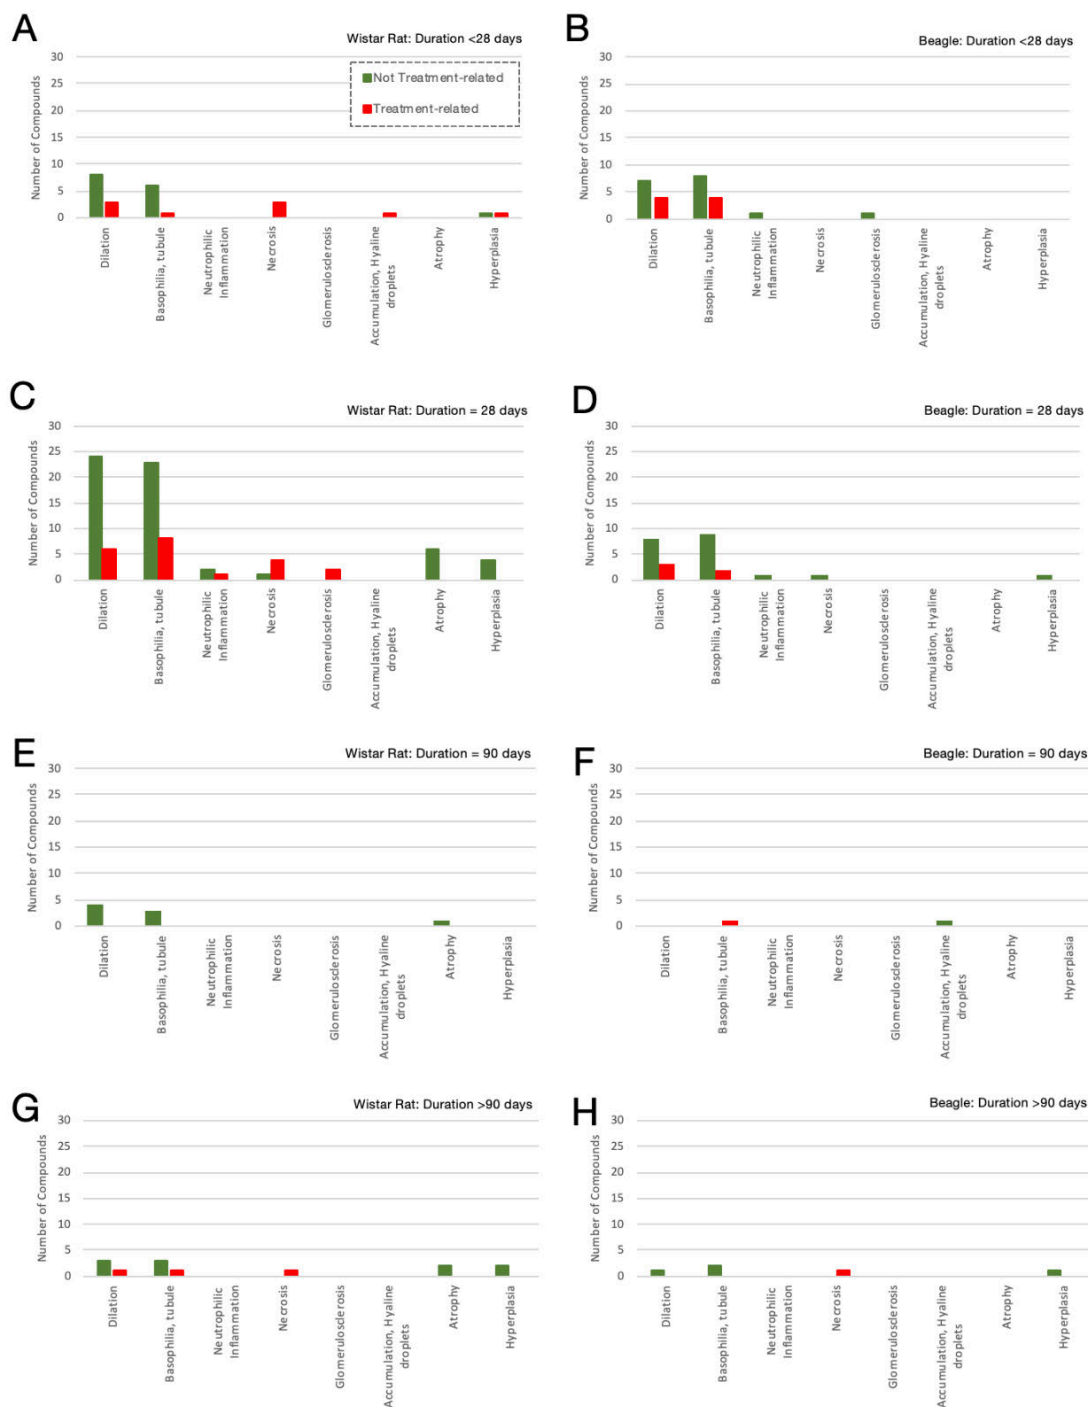 A
Wistar Rat: Duration <28 days
30
25
20
15
10
5
0
Number of Compounds
Not Treatment-related
Treatment-related
Dilation
Basophilia, tubule
Neutrophilic
Inflammation
Necrosis
Glomerulosclerosis
Accumulation, Hyaline
droplets
Atrophy
Hyperplasia
B
Beagle: Duration <28 days
30
25
20
15
10
5
0
Number of Compounds
Dilation
Basophilia, tubule
Neutrophilic
Inflammation
Necrosis
Glomerulosclerosis
Accumulation, Hyaline
droplets
Atrophy
Hyperplasia
C
Wistar Rat: Duration = 28 days
30
25
20
15
10
5
0
Number of Compounds
Dilation
Basophilia, tubule
Neutrophilic
Inflammation
Necrosis
Glomerulosclerosis
Accumulation, Hyaline
droplets
Atrophy
Hyperplasia
D
Beagle: Duration = 28 days
30
25
20
15
10
5
0
Number of Compounds
Dilation
Basophilia, tubule
Neutrophilic
Inflammation
Necrosis
Glomerulosclerosis
Accumulation, Hyaline
droplets
Atrophy
Hyperplasia
E
Wistar Rat: Duration = 90 days
30
25
20
15
10
5
0
Number of Compounds
Dilation
Basophilia, tubule
Neutrophilic
Inflammation
Necrosis
Glomerulosclerosis
Accumulation, Hyaline
droplets
Atrophy
Hyperplasia
F
Beagle: Duration = 90 days
30
25
20
15
10
5
0
Number of Compounds
Dilation
Basophilia, tubule
Neutrophilic
Inflammation
Necrosis
Glomerulosclerosis
Accumulation, Hyaline
droplets
Atrophy
Hyperplasia
G
Wistar Rat: Duration >90 days
30
25
20
15
10
5
0
Number of Compounds
Dilation
Basophilia, tubule
Neutrophilic
Inflammation
Necrosis
Glomerulosclerosis
Accumulation, Hyaline
droplets
Atrophy
Hyperplasia
H
Beagle: Duration >90 days
30
25
20
15
10
5
0
Number of Compounds
Dilation
Basophilia, tubule
Neutrophilic
Inflammation
Necrosis
Glomerulosclerosis
Accumulation, Hyaline
droplets
Atrophy
Hyperplasia